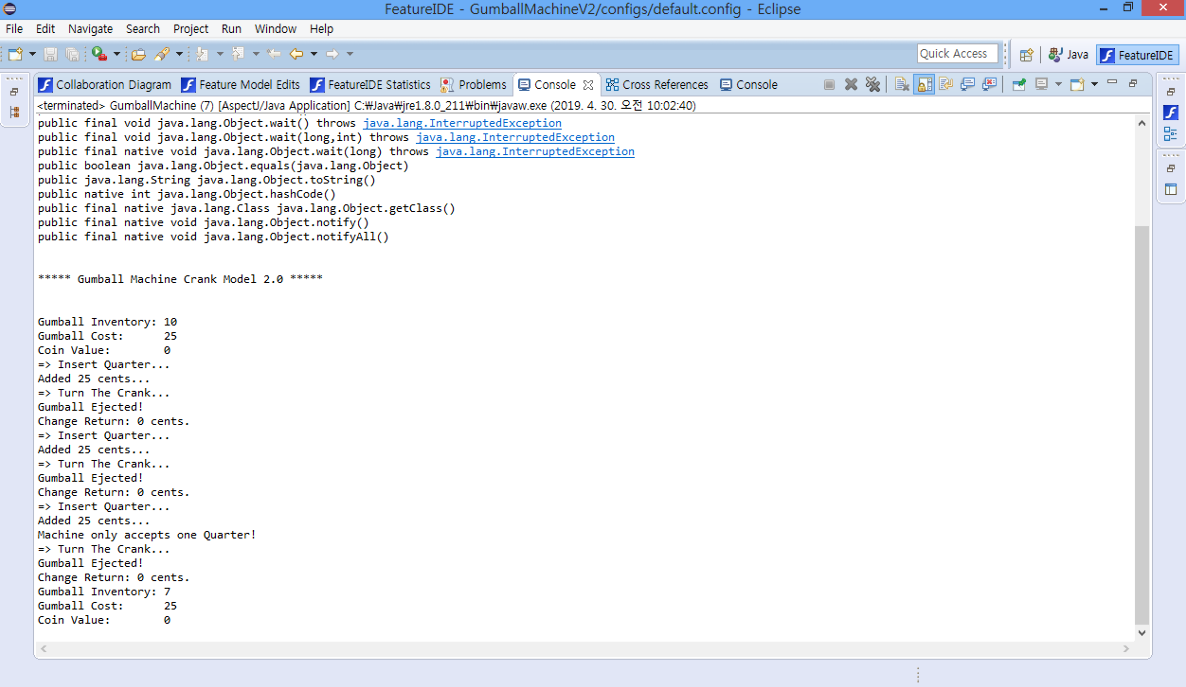 FeatureIDE - GumballMachineV2/configs/default.config - Eclipse
File Edit Navigate Search Project Run Window Help
Quick Access
Java
FeatureIDE
Collaboration Diagram Feature Model Edits FeatureIDE Statistics Problems Console Cross References Console
<terminated> GumballMachine (7) [AspectJ/Java Application] C:₩Java₩jre1.8.0_211₩bin₩javaw.exe (2019. 4. 30. 오전 10:02:40)
public final void java.lang.Object.wait() throws java.lang.InterruptedException
public final void java.lang.Object.wait(long,int) throws java.lang.InterruptedException
public final native void java.lang.Object.wait(long) throws java.lang.InterruptedException
public boolean java.lang.Object.equals(java.lang.Object)
public java.lang.String java.lang.Object.toString()
public native int java.lang.Object.hashCode()
public final native java.lang.Class java.lang.Object.getClass()
public final native void java.lang.Object.notify()
public final native void java.lang.Object.notifyAll()
***** Gumball Machine Crank Model 2.0 *****
Gumball Inventory: 10
Gumball Cost: 25
Coin Value: 0
=> Insert Quarter...
Added 25 cents...
=> Turn The Crank...
Gumball Ejected!
Change Return: 0 cents.
=> Insert Quarter...
Added 25 cents...
=> Turn The Crank...
Gumball Ejected!
Change Return: 0 cents.
=> Insert Quarter...
Added 25 cents...
Machine only accepts one Quarter!
=> Turn The Crank...
Gumball Ejected!
Change Return: 0 cents.
Gumball Inventory: 7
Gumball Cost: 25
Coin Value: 0